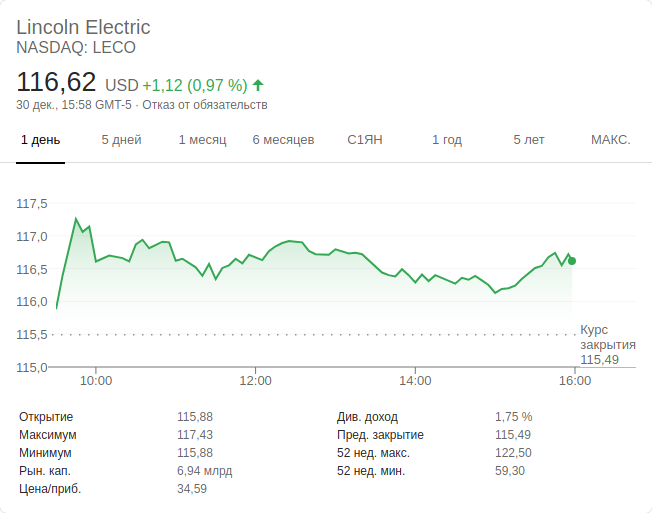 Lincoln Electric
NASDAQ: LECO
116,62 USD +1,12 (0,97 %)
30 дек., 15:58 GMT-5 · Отказ от обязательств
1 день 5 дней 1 месяц 6 месяцев С1ЯН 1 год 5 лет МАКС.
117,5
117,0
116,5
116,0
115,5
115,0
Курс
закрытия
115,49
10:00 12:00 14:00 16:00
Открытие 115,88 Див. доход 1,75 %
Максимум 117,43 Пред. закрытие 115,49
Минимум 115,88 52 нед. макс. 122,50
Рын. кап. 6,94 млрд 52 нед. мин. 59,30
Цена/приб. 34,59